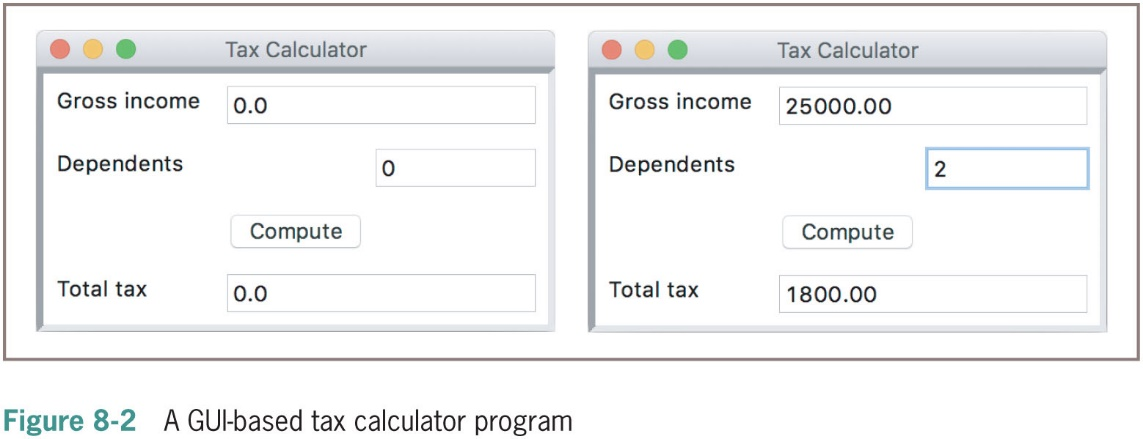 Tax Calculator
Gross income 0.0
Dependents 0
Compute
Total tax 0.0
Tax Calculator
Gross income 25000.00
Dependents 2
Compute
Total tax 1800.00
Figure 8-2 A GUI-based tax calculator program